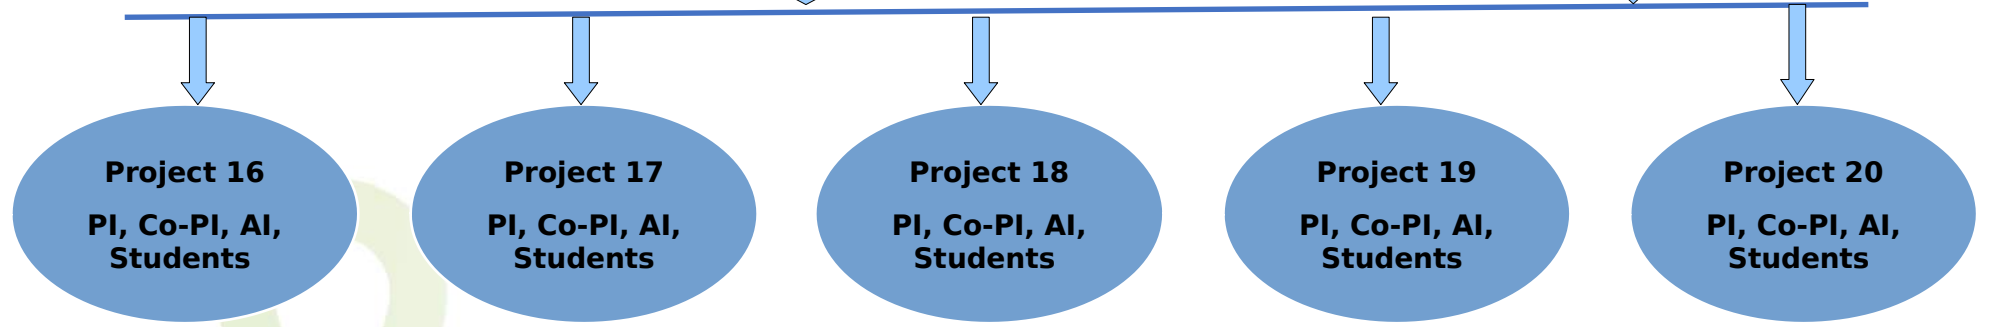 Project 16
PI, Co-PI, AI,
Students
Project 17
PI, Co-PI, AI,
Students
Project 18
PI, Co-PI, AI,
Students
Project 19
PI, Co-PI, AI,
Students
Project 20
PI, Co-PI, AI,
Students